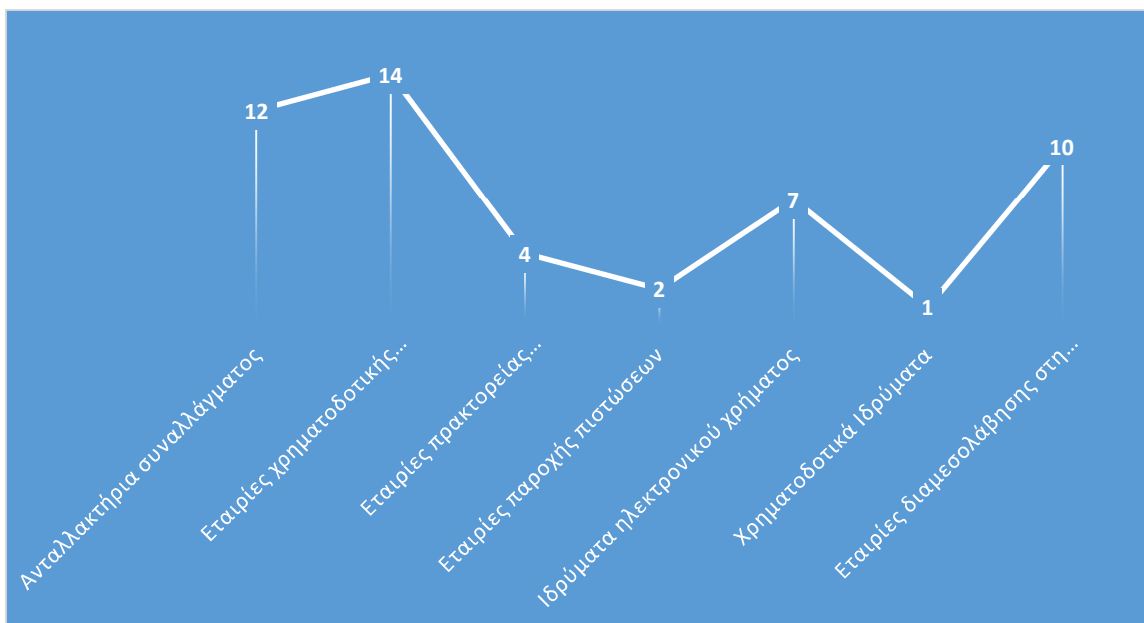 12
14
4
2
7
1
10
Ανταλλακτήρια συναλλάγματος
Εταιρίες χρηματοδοτικής...
Εταιρίες πρακτορείας...
Εταιρίες παροχής πιστώσεων
Ιδρύματα ηλεκτρονικού χρήματος
Χρηματοδοτικά Ιδρύματα
Εταιρίες διαμεσολάβησης στη...